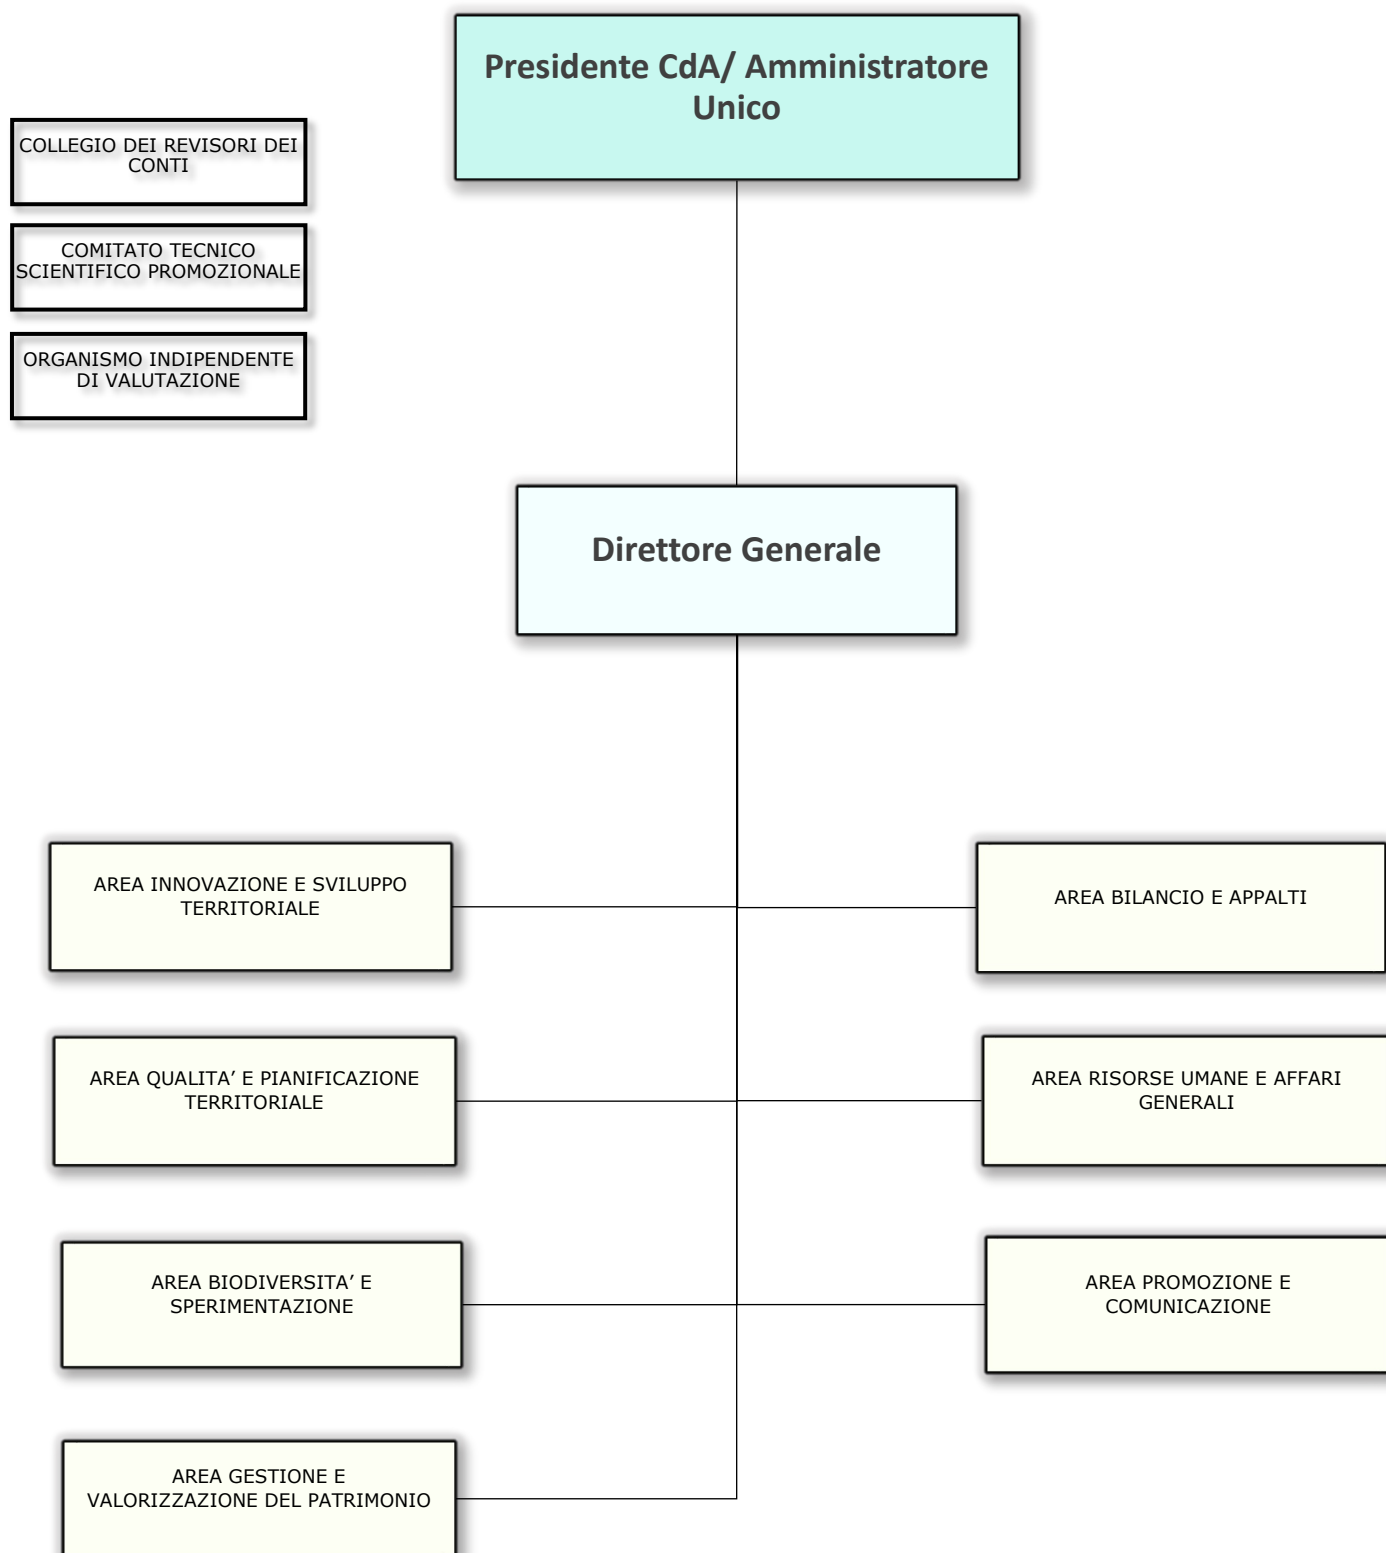 Presidente CdA/ Amministratore
Unico
COLLEGIO DEI REVISORI DEI
CONTI
COMITATO TECNICO
SCIENTIFICO PROMOZIONALE
ORGANISMO INDIPENDENTE
DI VALUTAZIONE
Direttore Generale
AREA INNOVAZIONE E SVILUPPO
TERRITORIALE
AREA BILANCIO E APPALTI
AREA QUALITA’ E PIANIFICAZIONE
TERRITORIALE
AREA RISORSE UMANE E AFFARI
GENERALI
AREA BIODIVERSITA’ E
SPERIMENTAZIONE
AREA PROMOZIONE E
COMUNICAZIONE
AREA GESTIONE E
VALORIZZAZIONE DEL PATRIMONIO